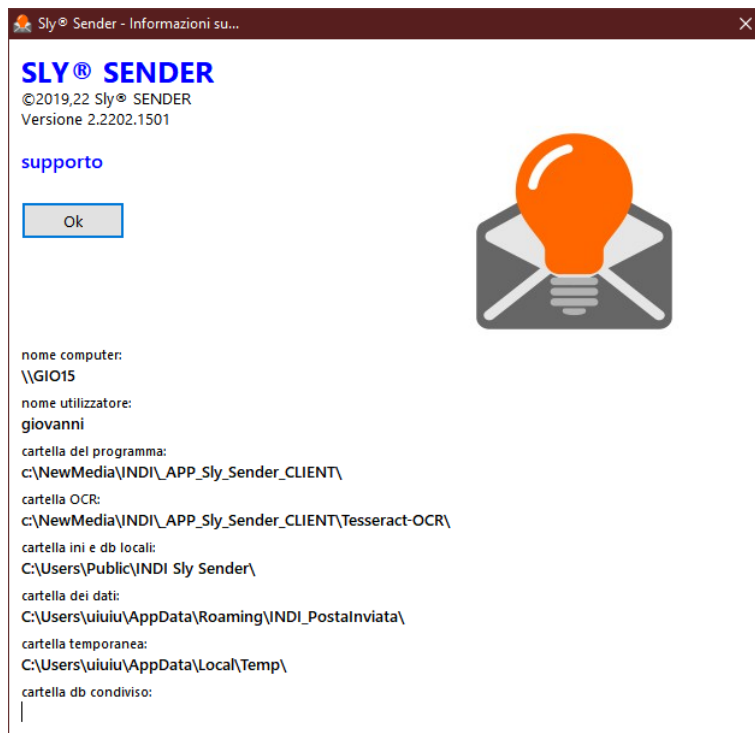 Sly® Sender - Informazioni su...
SLY® SENDER
©2019,22 Sly® SENDER
Versione 2.2202.1501
supporto
Ok
nome computer:
\\GIO15
nome utilizzatore:
giovanni
cartella del programma:
c:\NewMedia\INDI\_APP_Sly_Sender_CLIENT\
cartella OCR:
c:\NewMedia\INDI\_APP_Sly_Sender_CLIENT\Tesseract-OCR\
cartella ini e db locali:
C:\Users\Public\INDI Sly Sender\
cartella dei dati:
C:\Users\uiuiu\AppData\Roaming\INDI_PostaInviata\
cartella temporanea:
C:\Users\uiuiu\AppData\Local\Temp\
cartella db condiviso: